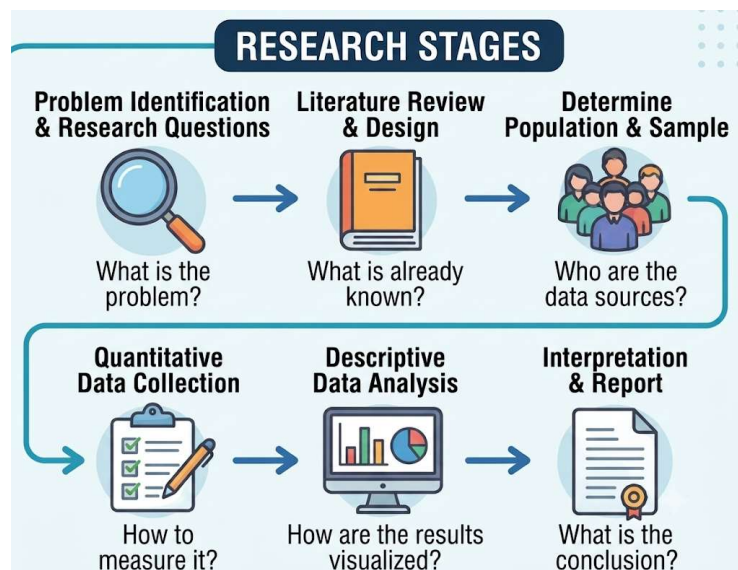 RESEARCH STAGES
Problem Identification
& Research Questions
What is the
problem?
Literature Review
& Design
What is already
known?
Determine
Population & Sample
Who are the
data sources?
Quantitative
Data Collection
How to
measure it?
Descriptive
Data Analysis
How are the results
visualized?
Interpretation
& Report
What is the
conclusion?